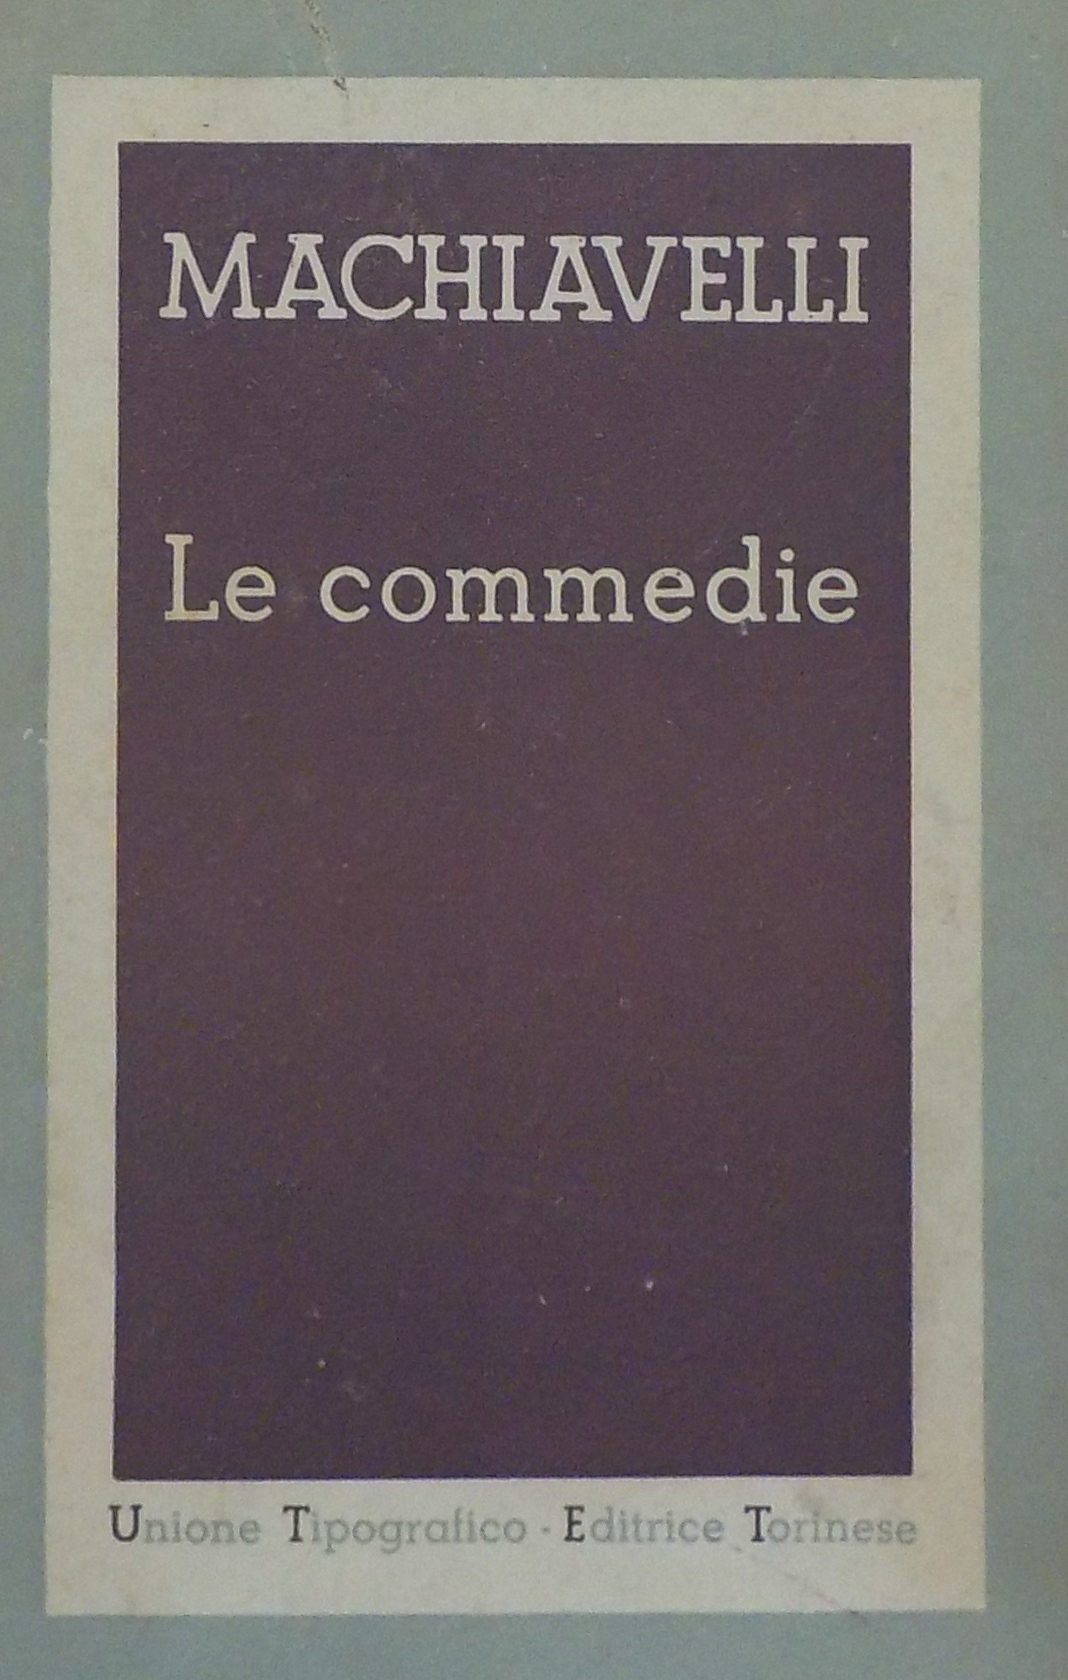 MACHIAVELLI
Le commedie
Unione Tipografico · Editrice Torinese